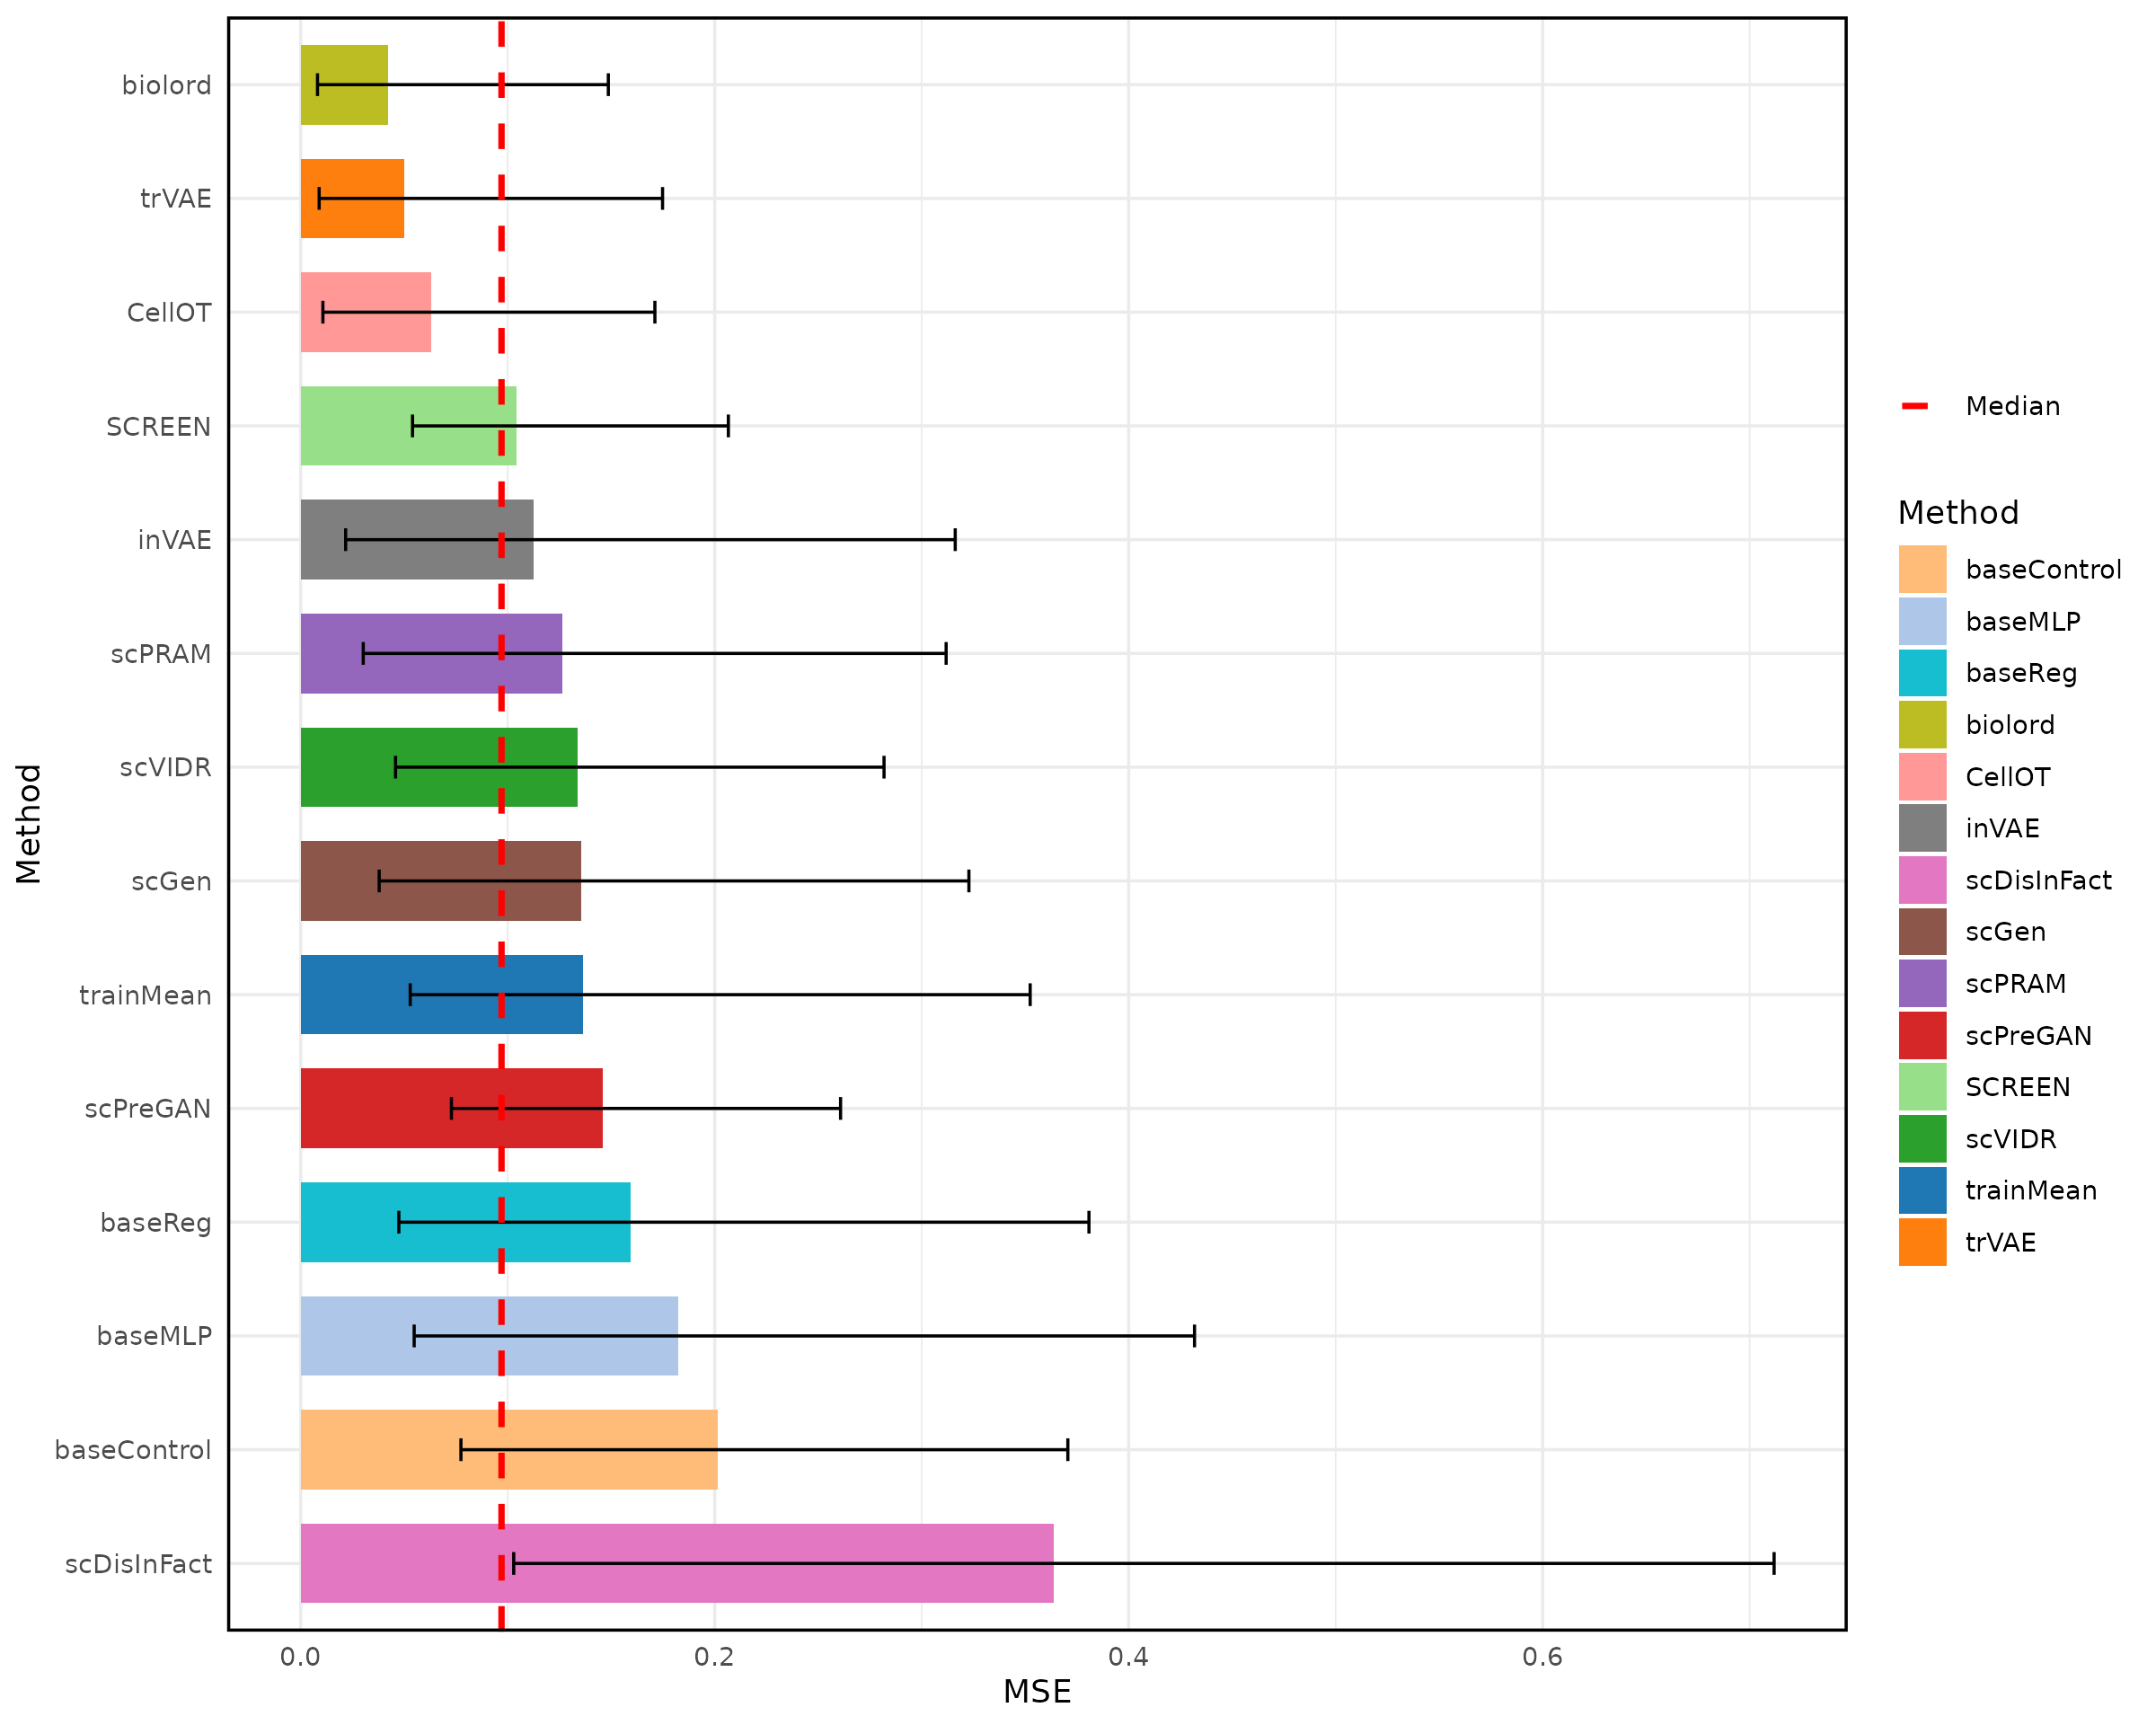 biolord
trVAE
CellOT
SCREEN
inVAE
scPRAM
scVIDR
scGen
trainMean
scPreGAN
baseReg
baseMLP
baseControl
scDisInFact
Method
0.0 0.2 0.4 0.6
MSE
Median
Method
baseControl
baseMLP
baseReg
biolord
CellOT
inVAE
scDisInFact
scGen
scPRAM
scPreGAN
SCREEN
scVIDR
trainMean
trVAE